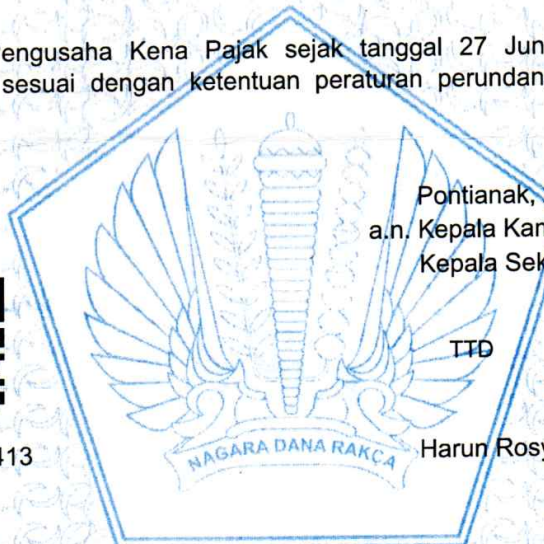 engusaha Kena Pajak sejak tanggal 27 Jun
sesuai dengan ketentuan peraturan perundan
Pontianak,
a.n. Kepala Kan
Kepala Sek
TTD
413
NAGARA DANA RAKÇA
Harun Rosy